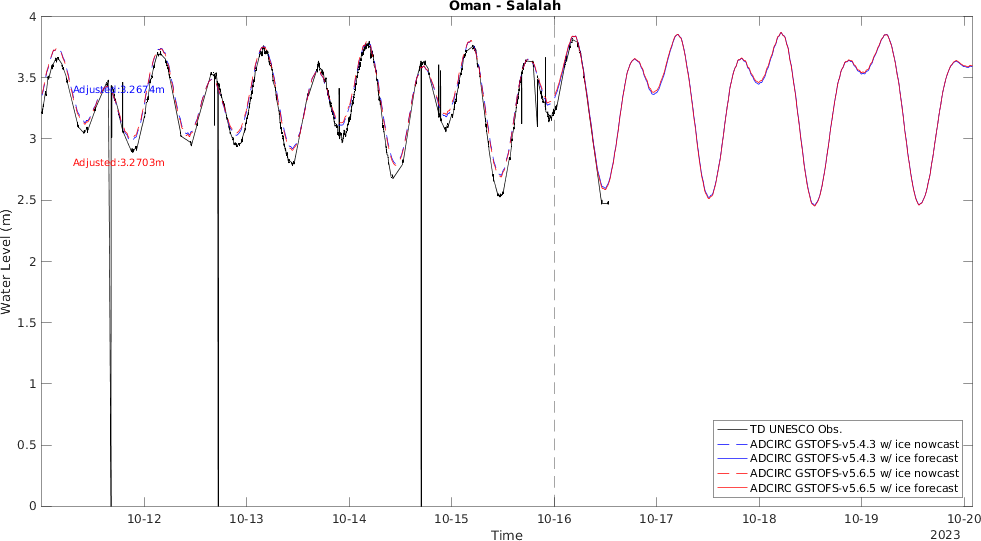 Oman - Salalah
4
3.5
3
2.5
2
1.5
1
0.5
0
Water Level (m)
Adjusted:3.2674m
Adjusted:3.2703m
TD UNESCO Obs.
ADCIRC GSTOFS-v5.4.3 w/ ice nowcast
ADCIRC GSTOFS-v5.4.3 w/ ice forecast
ADCIRC GSTOFS-v5.6.5 w/ ice nowcast
ADCIRC GSTOFS-v5.6.5 w/ ice forecast
10-12 10-13 10-14 10-15 10-16 10-17 10-18 10-19 10-20
Time
2023